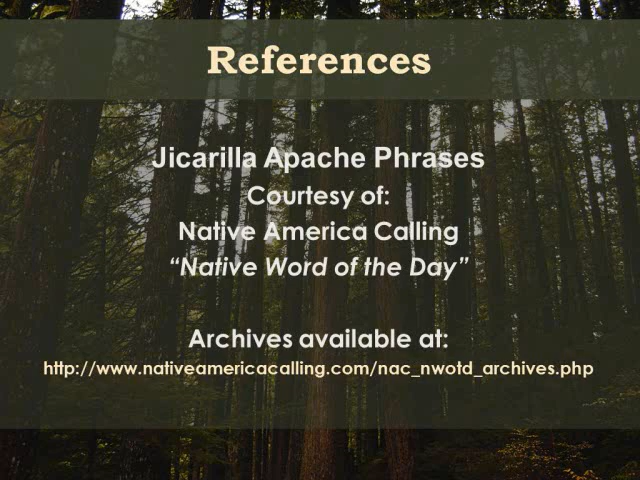 References
Jicarilla Apache Phrases
Courtesy of:
Native America Calling
“Native Word of the Day”
Archives available at:
http://www.nativeamericacalling.com/nac_nwotd_archives.php